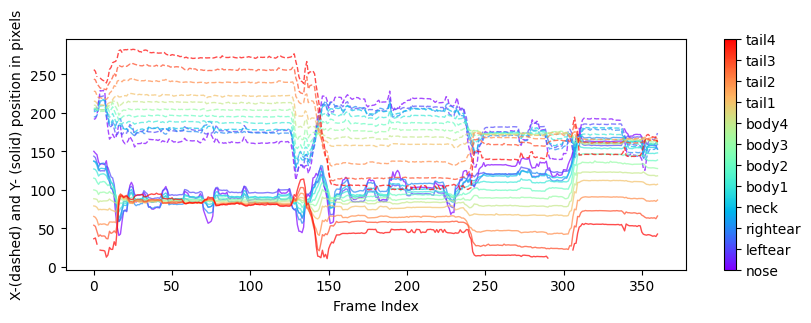 X-(dashed) and Y- (solid) position in pixels
250
200
150
100
50
0
0 50 100 150 200 250 300 350
Frame Index
tail4
tail3
tail2
tail1
body4
body3
body2
body1
neck
rightear
leftear
nose